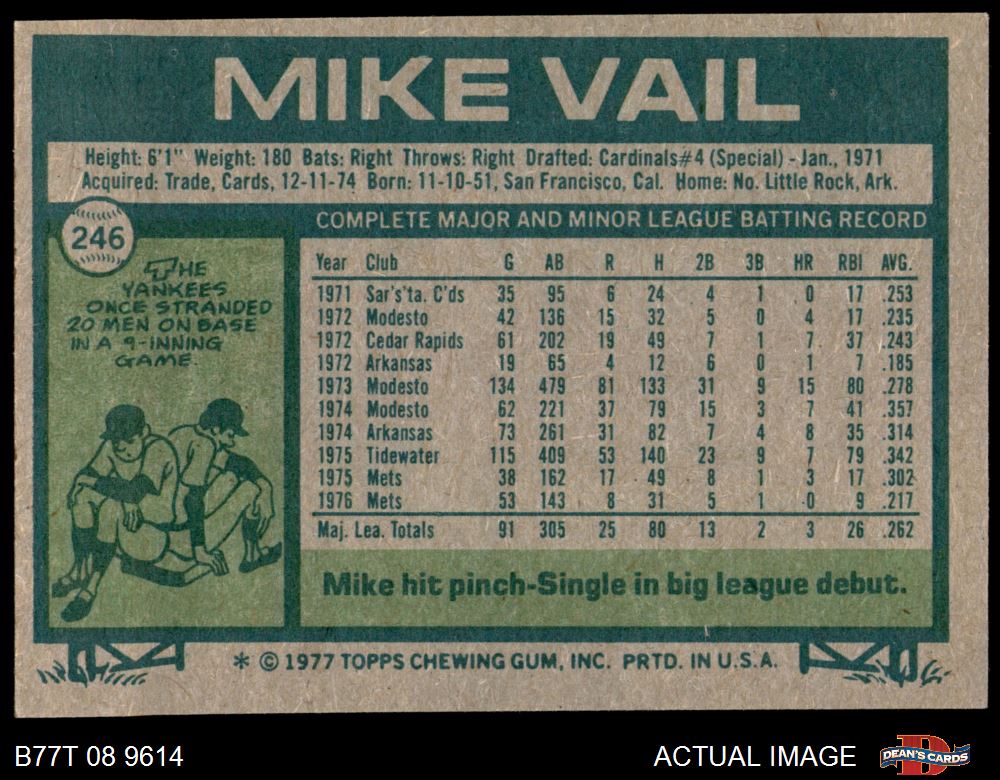 MIKE VAIL
Height: 6'1" Weight: 180 Bats: Right Throws: Right Drafted: Cardinals#4 (Special) - Jan., 1971
Acquired: Trade, Cards, 12-11-74 Born: 11-10-51, San Francisco, Cal. Home: No. Little Rock, Ark.
246
THE
YANKEES
ONCE STRANDED
20 MEN ON BASE
IN A 9-INNING
GAME.
COMPLETE MAJOR AND MINOR LEAGUE BATTING RECORD
Year Club G AB R H 2B 3B HR RBI AVG.
1971 Sar's'ta. C'ds 35 95 6 24 4 1 0 17 .253
1972 Modesto 42 136 15 32 5 0 4 17 .235
1972 Cedar Rapids 61 202 19 49 7 1 7 37 .243
1972 Arkansas 19 65 4 12 6 0 1 7 .185
1973 Modesto 134 479 81 133 31 9 15 80 .278
1974 Modesto 62 221 37 79 15 3 7 41 .357
1974 Arkansas 73 261 31 82 7 4 8 35 .314
1975 Tidewater 115 409 53 140 23 9 7 79 .342
1975 Mets 38 162 17 49 8 1 3 17 .302
1976 Mets 53 143 8 31 5 1 0 9 .217
Maj. Lea. Totals 91 305 25 80 13 2 3 26 .262
Mike hit pinch-Single in big league debut.
* © 1977 TOPPS CHEWING GUM, INC. PRTD. IN U.S.A.
B77T 08 9614
ACTUAL IMAGE
DEAN'S CARDS